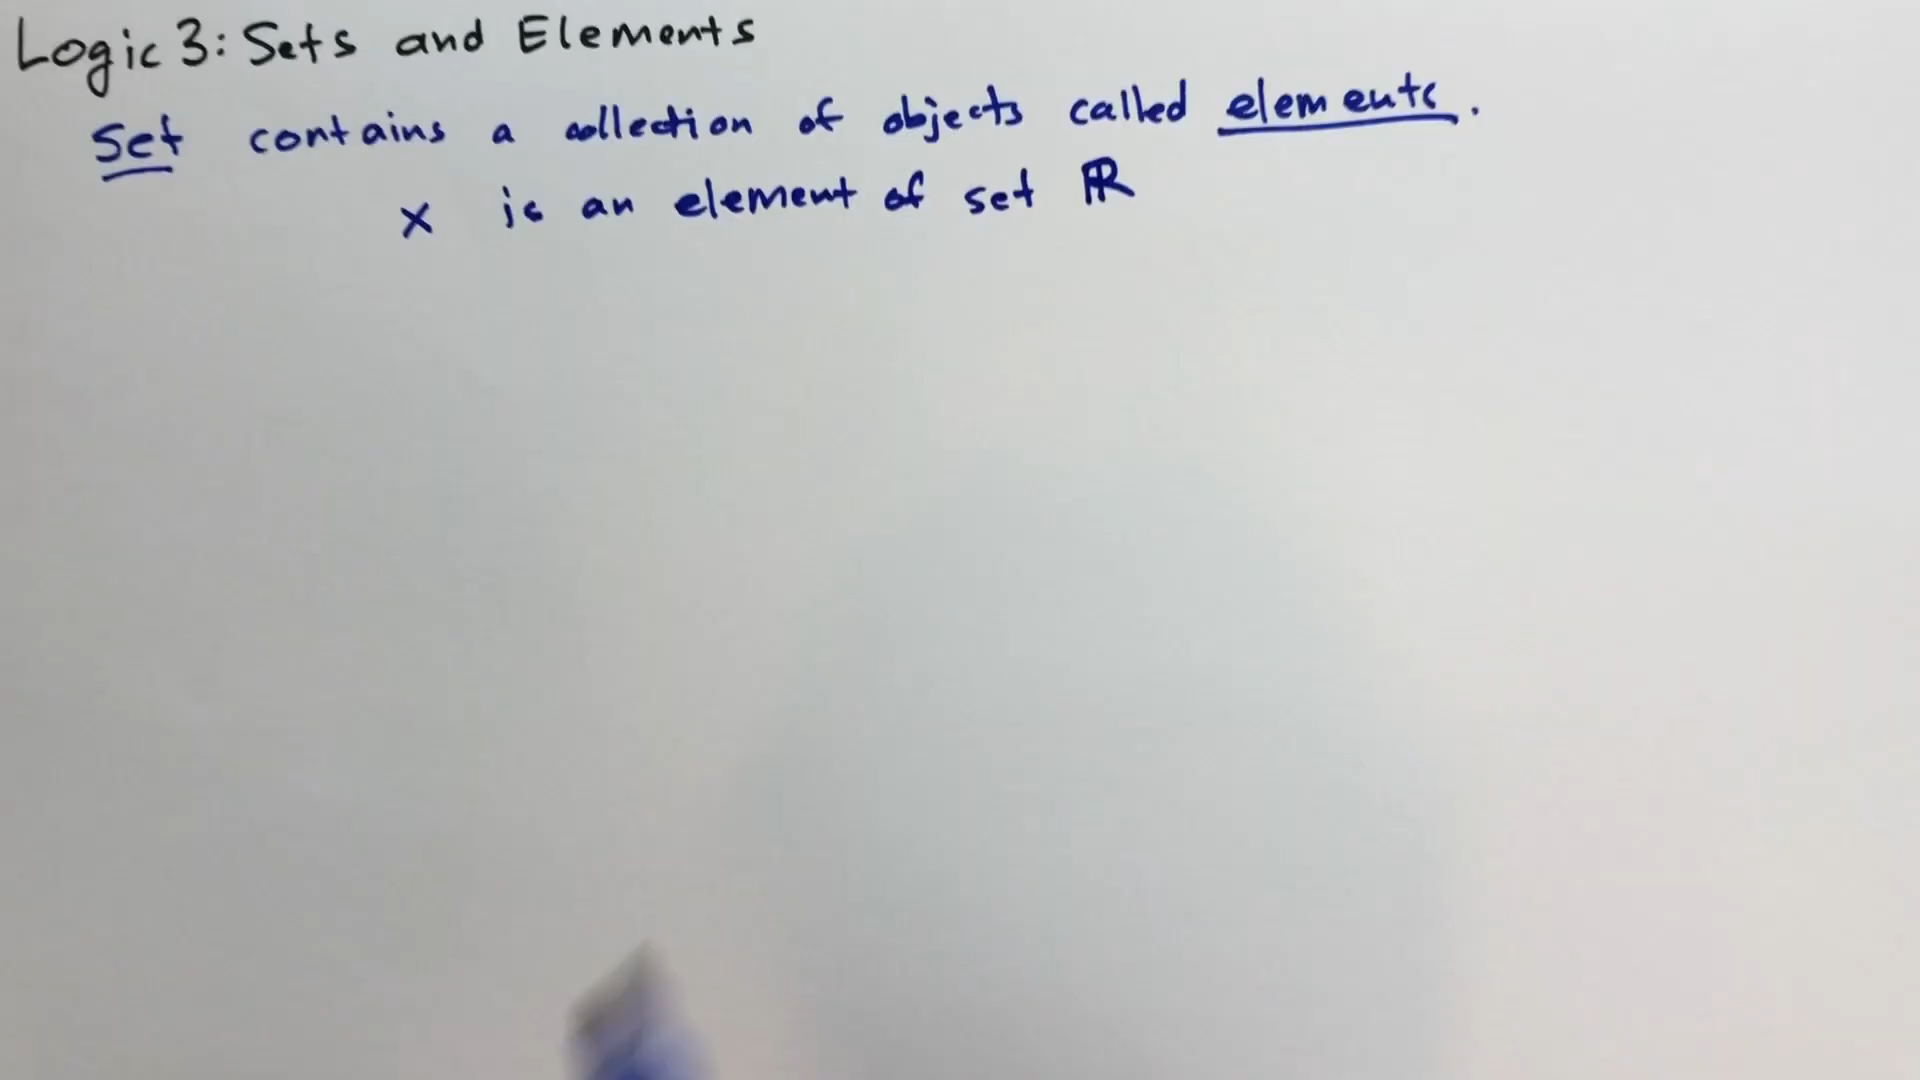 Logic 3: Sets and Elements
Set contains a collection of objects called elements.
x is an element of set ℝ